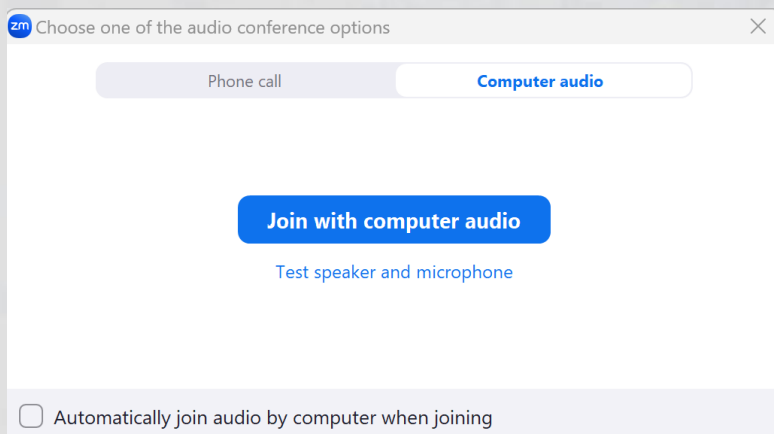 zm Choose one of the audio conference options
Phone call Computer audio
Join with computer audio
Test speaker and microphone
Automatically join audio by computer when joining